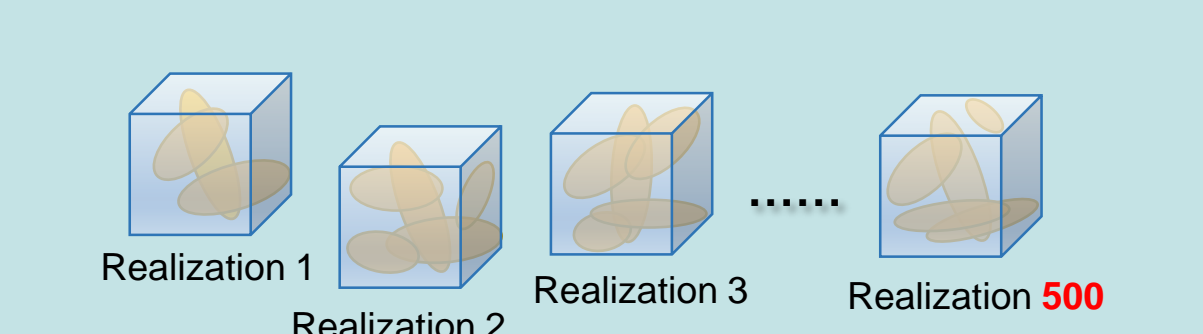 Realization 1
Realization 2
Realization 3
......
Realization 500